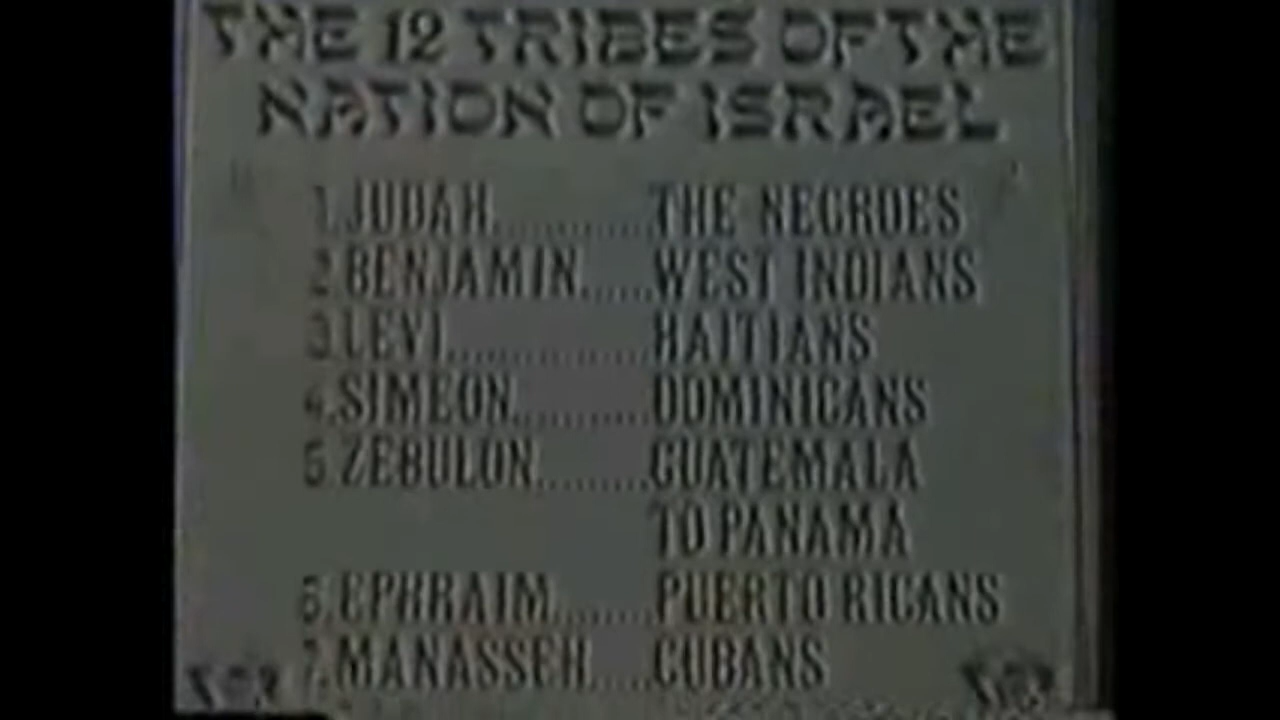 THE 12 TRIBES OF THE
NATION OF ISRAEL
1. JUDAH............THE NEGROES
2. BENJAMIN......WEST INDIANS
3. LEVI...............HAITIANS
4. SIMEON..........DOMINICANS
5. ZEBULON.........GUATEMALA
TO PANAMA
6. EPHRAIM.......PUERTO RICANS
7. MANASSEH.....CUBANS